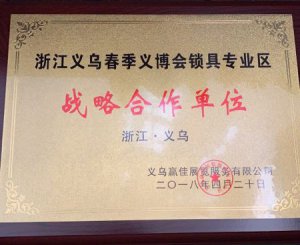 浙江义乌春季义博会锁具专业区
战略合作单位
浙江·义乌
义乌赢佳展览服务有限公司
二〇一八年四月二十日